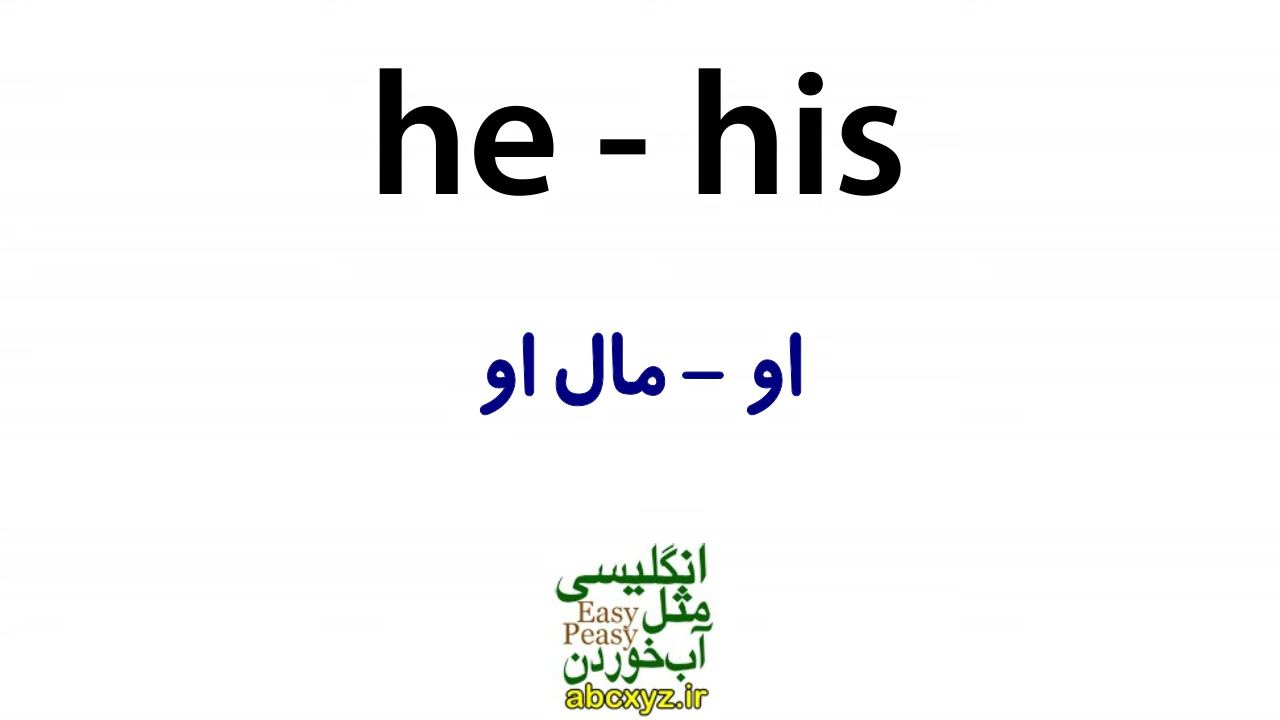 he - his
او - مال او
انگلیسی
مثل Easy
Peasy
آب خوردن
abcxyz.ir